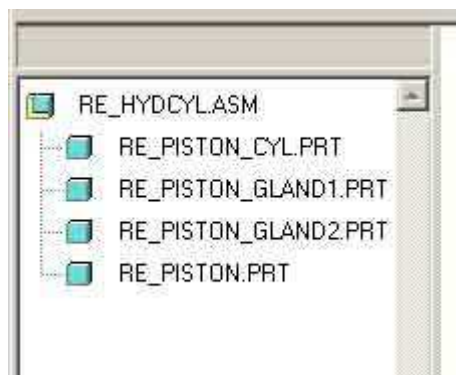 RE_HYDCYL.ASM
RE_PISTON_CYL.PRT
RE_PISTON_GLAND1.PRT
RE_PISTON_GLAND2.PRT
RE_PISTON.PRT